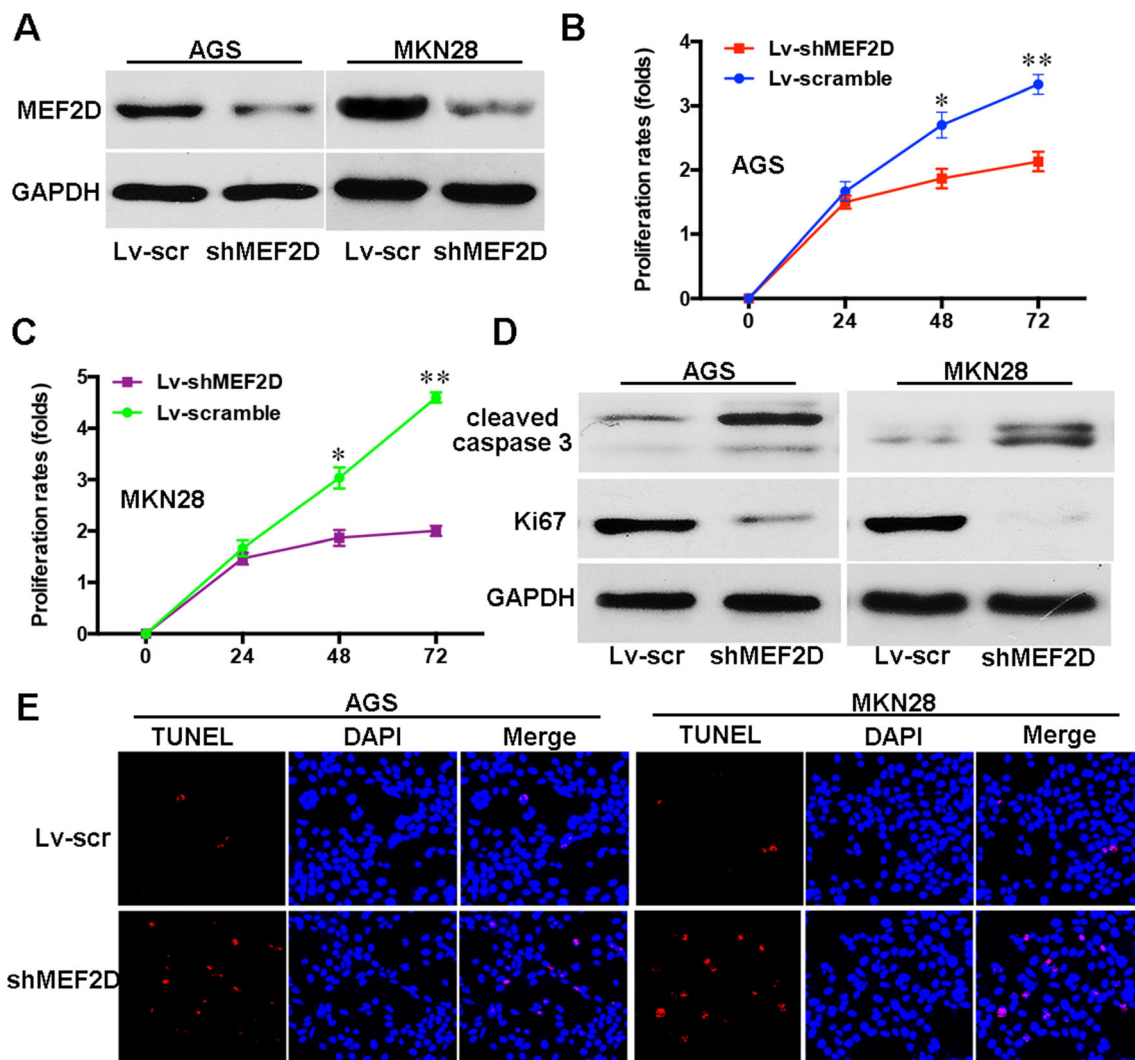 A
AGS MKN28
MEF2D
GAPDH
Lv-scr shMEF2D Lv-scr shMEF2D
B
Lv-shMEF2D
Lv-scramble
Proliferation rates (folds)
4
3
2
1
0
* **
AGS
0 24 48 72
C
Lv-shMEF2D
Lv-scramble
Proliferation rates (folds)
5
4
3
2
1
0
* **
MKN28
0 24 48 72
D
AGS MKN28
cleaved
caspase 3
Ki67
GAPDH
Lv-scr shMEF2D Lv-scr shMEF2D
E
AGS MKN28
TUNEL DAPI Merge TUNEL DAPI Merge
Lv-scr
shMEF2D